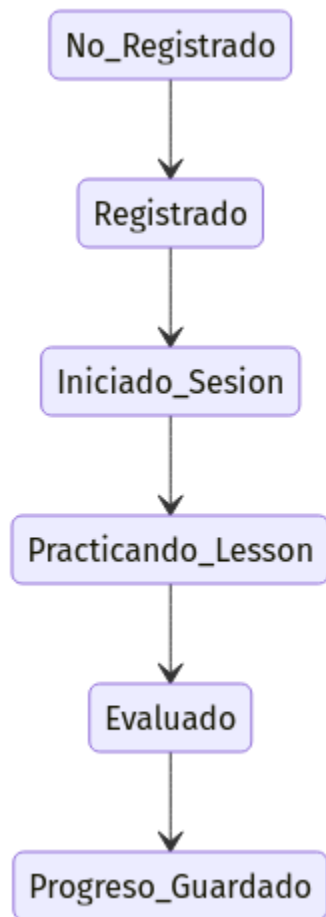 No_Registrado
Registrado
Iniciado_Sesion
Practicando_Lesson
Evaluado
Progreso_Guardado